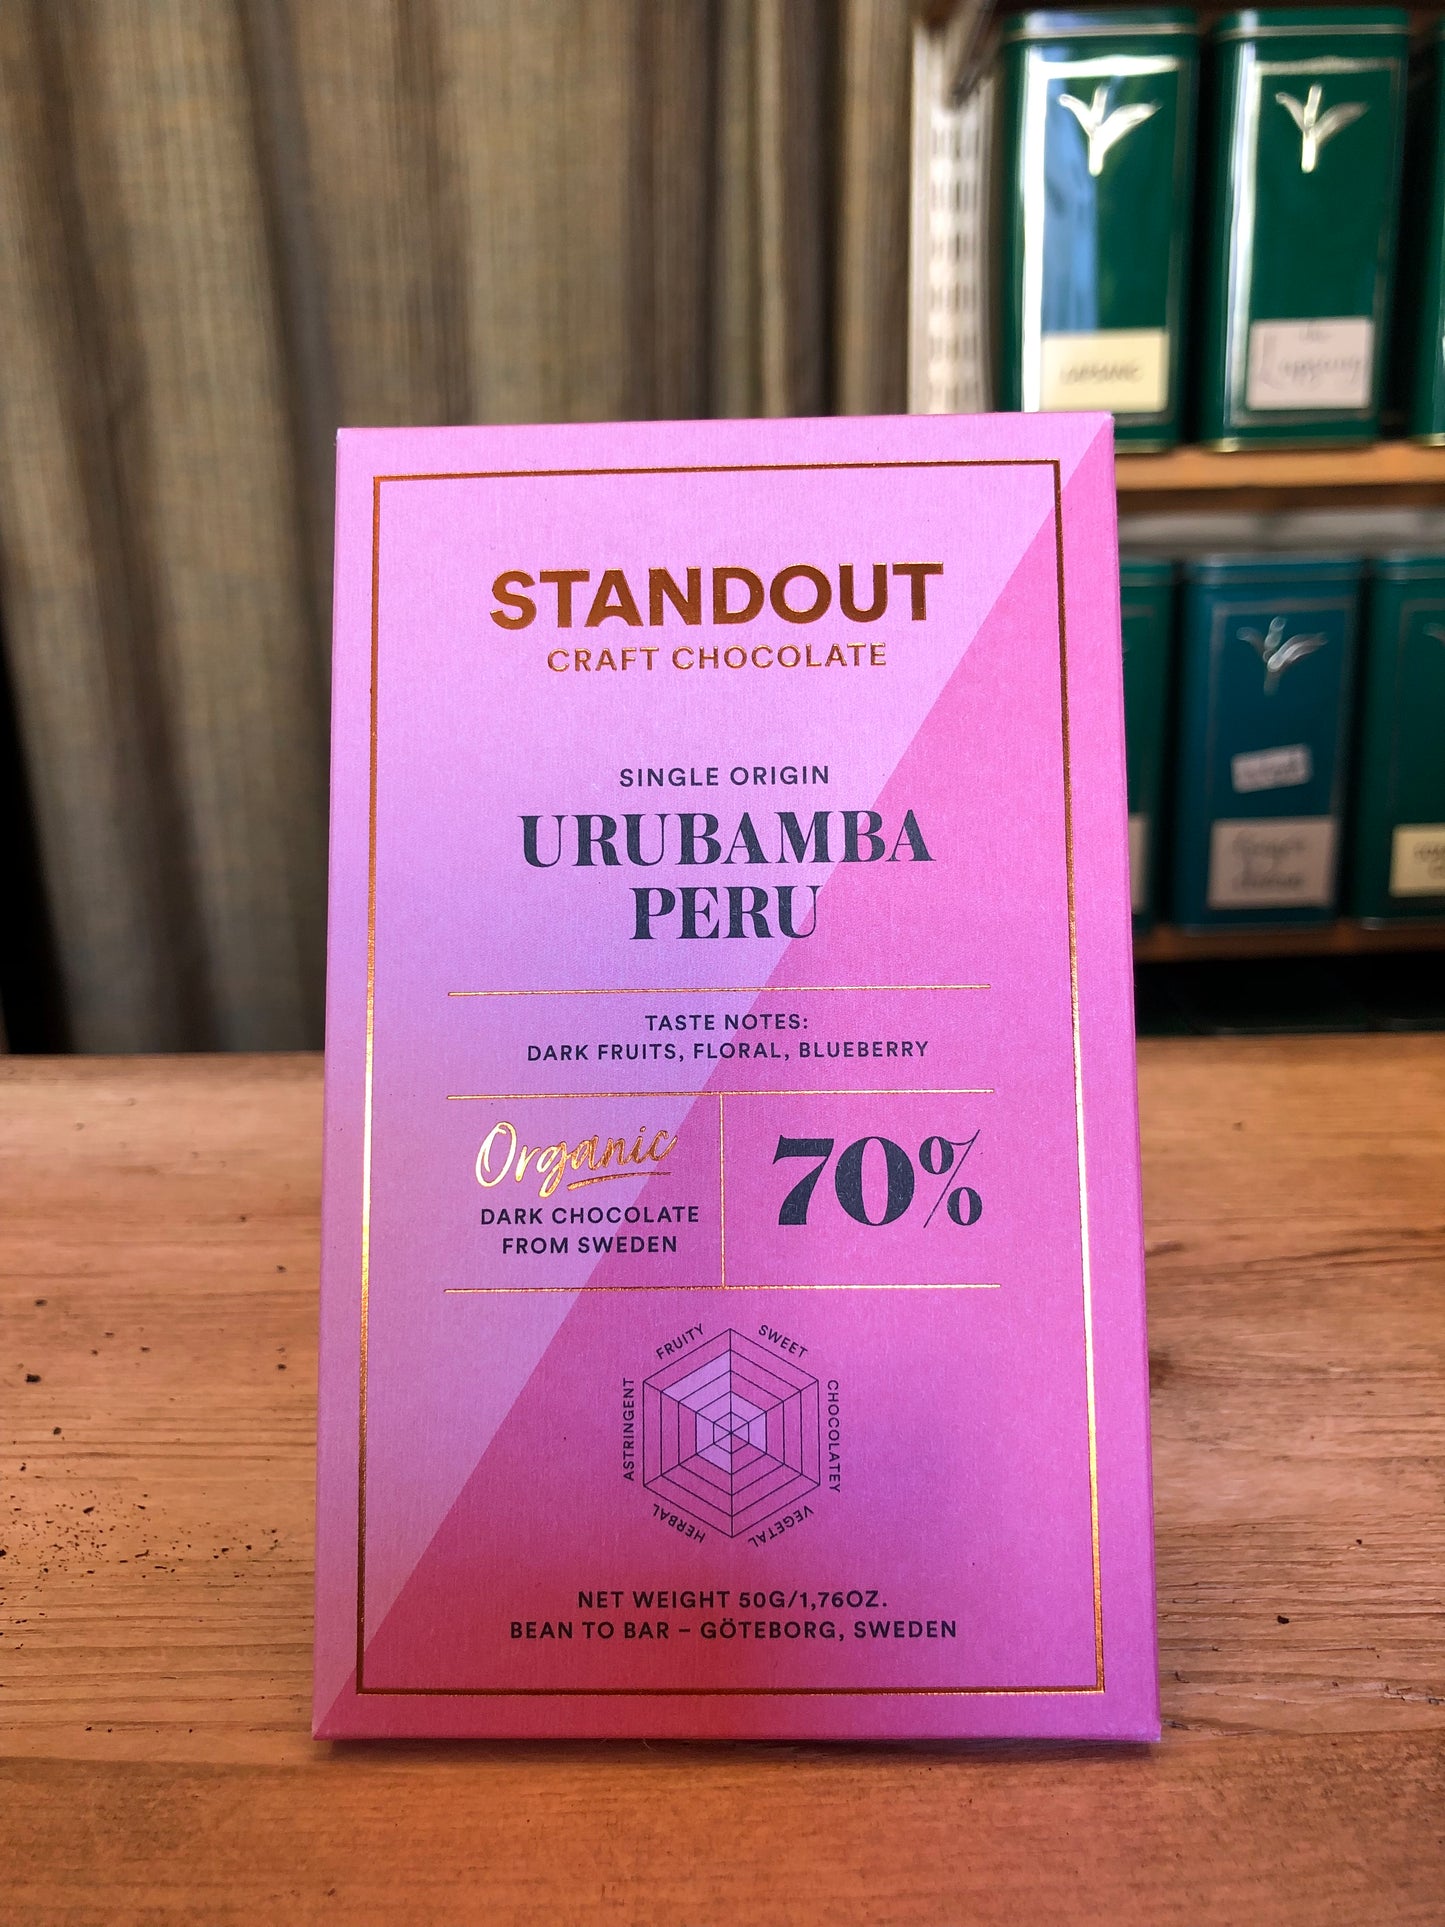 STANDOUT
CRAFT CHOCOLATE
SINGLE ORIGIN
URUBAMBA
PERU
TASTE NOTES:
DARK FRUITS, FLORAL, BLUEBERRY
Organic
DARK CHOCOLATE
FROM SWEDEN
70%
FRUITY
SWEET
ASTRINGENT
CHOCOLATEY
HERBAL
VEGETAL
NET WEIGHT 50G/1,76OZ.
BEAN TO BAR – GÖTEBORG, SWEDEN